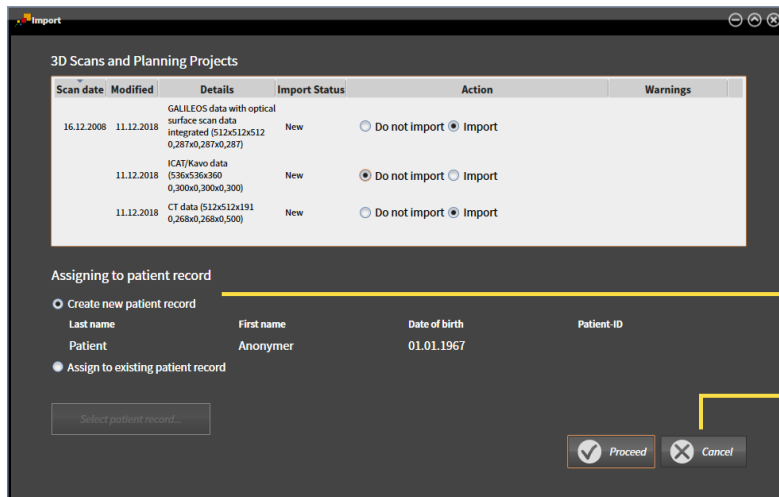 Import
3D Scans and Planning Projects
Scan date Modified Details Import Status Action Warnings
GALILEOS data with optical
surface scan data
16.12.2008 11.12.2018 integrated (512x512x512 New Do not import Import
0,287x0,287x0,287)
ICAT/Kavo data
11.12.2018 (536x536x360 New Do not import Import
0,300x0,300x0,300)
11.12.2018 CT data (512x512x191 New Do not import Import
0,268x0,268x0,500)
Assigning to patient record
Create new patient record
Last name First name Date of birth Patient-ID
Patient Anonymer 01.01.1967
Assign to existing patient record
Select patient record...
Proceed Cancel